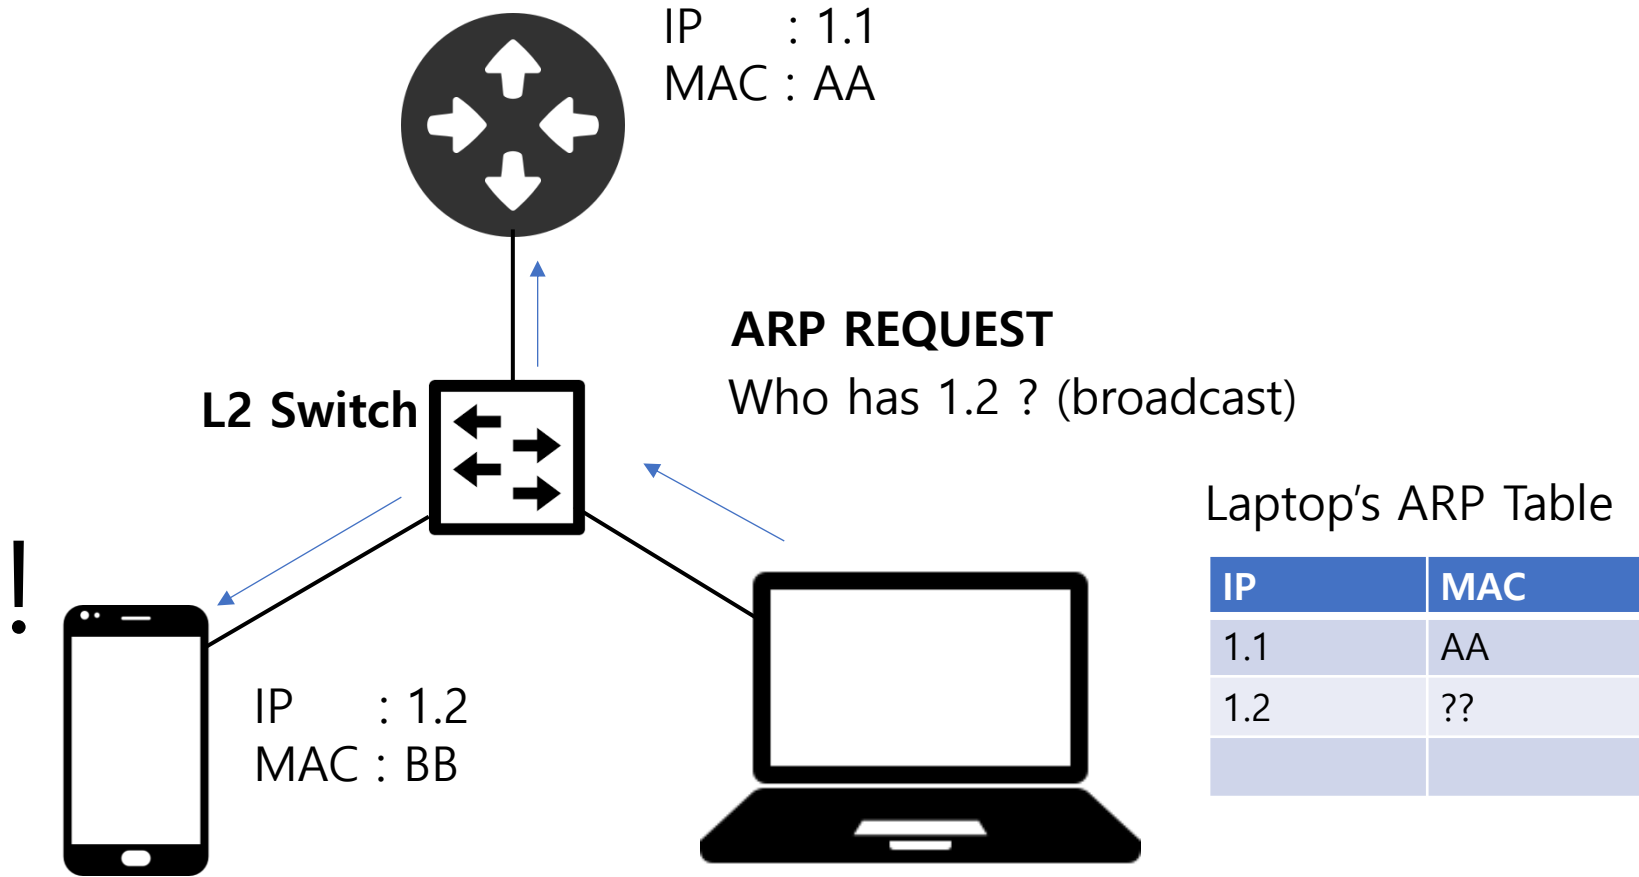 IP : 1.1
MAC : AA
ARP REQUEST
Who has 1.2 ? (broadcast)
L2 Switch
Laptop’s ARP Table
IP MAC
1.1 AA
1.2 ??
!
IP : 1.2
MAC : BB